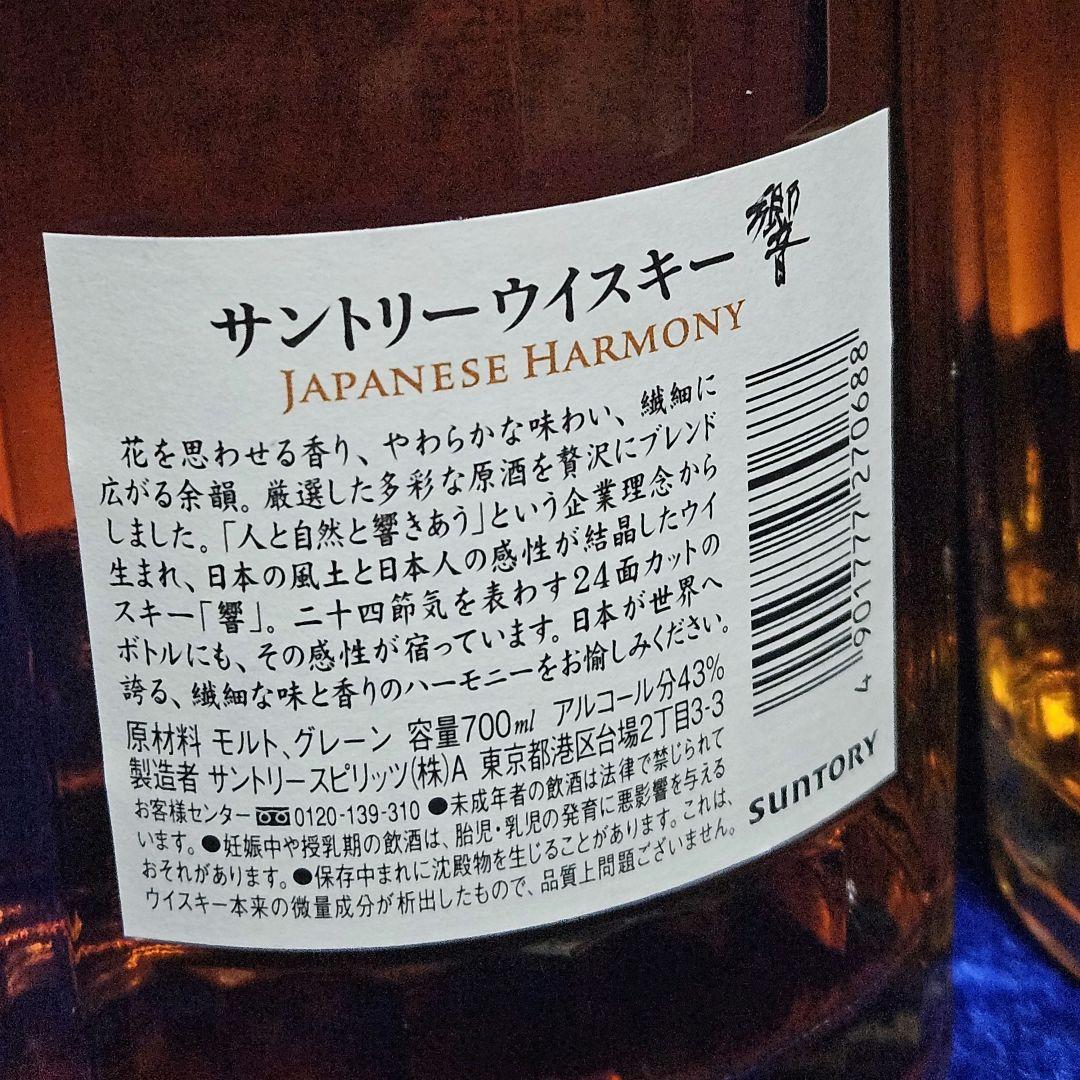 サントリーウイスキー 響
JAPANESE HARMONY
花を思わせる香り、やわらかな味わい、繊細に
広がる余韻。厳選した多彩な原酒を贅沢にブレンド
しました。「人と自然と響きあう」という企業理念から
生まれ、日本の風土と日本人の感性が結晶したウイ
スキー「響」。二十四節気を表わす24面カットの
ボトルにも、その感性が宿っています。日本が世界へ
誇る、繊細な味と香りのハーモニーをお愉しみください。
原材料 モルト、グレーン 容量700ml アルコール分43%
製造者 サントリースピリッツ(株)A 東京都港区台場2丁目3-3
お客様センター 0120-139-310 ●未成年者の飲酒は法律で禁じられて
います。●妊娠中や授乳期の飲酒は、胎児・乳児の発育に悪影響を与える
おそれがあります。●保存中まれに沈殿物を生じることがあります。これは、
ウイスキー本来の微量成分が析出したもので、品質上問題ございません。
4 901777 270688
SUNTORY